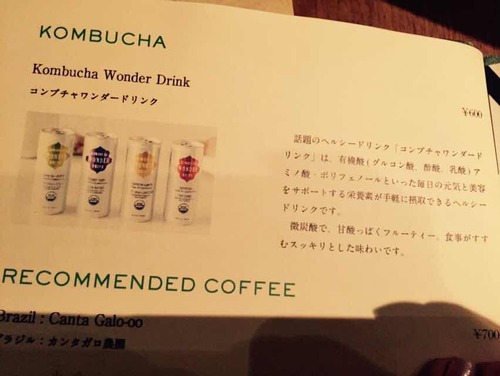 KOMBUCHA
Kombucha Wonder Drink
コンブチャワンダードリンク
¥600
WONDER
WONDER
WONDER
WONDER
話題のヘルシードリンク「コンブチャワンダード
リンク」は、有機酸(グルコン酸、酢酸、乳酸)ア
ミノ酸・ポリフェノールといった毎日の元気と美容
をサポートする栄養素が手軽に摂取できるヘルシー
ドリンクです。
微炭酸で、甘酸っぱくフルーティー。食事がすす
むスッキリとした味わいです。
RECOMMENDED COFFEE
Brazil : Canta Galo-oo
¥700
ブラジル：カンタガロ農園